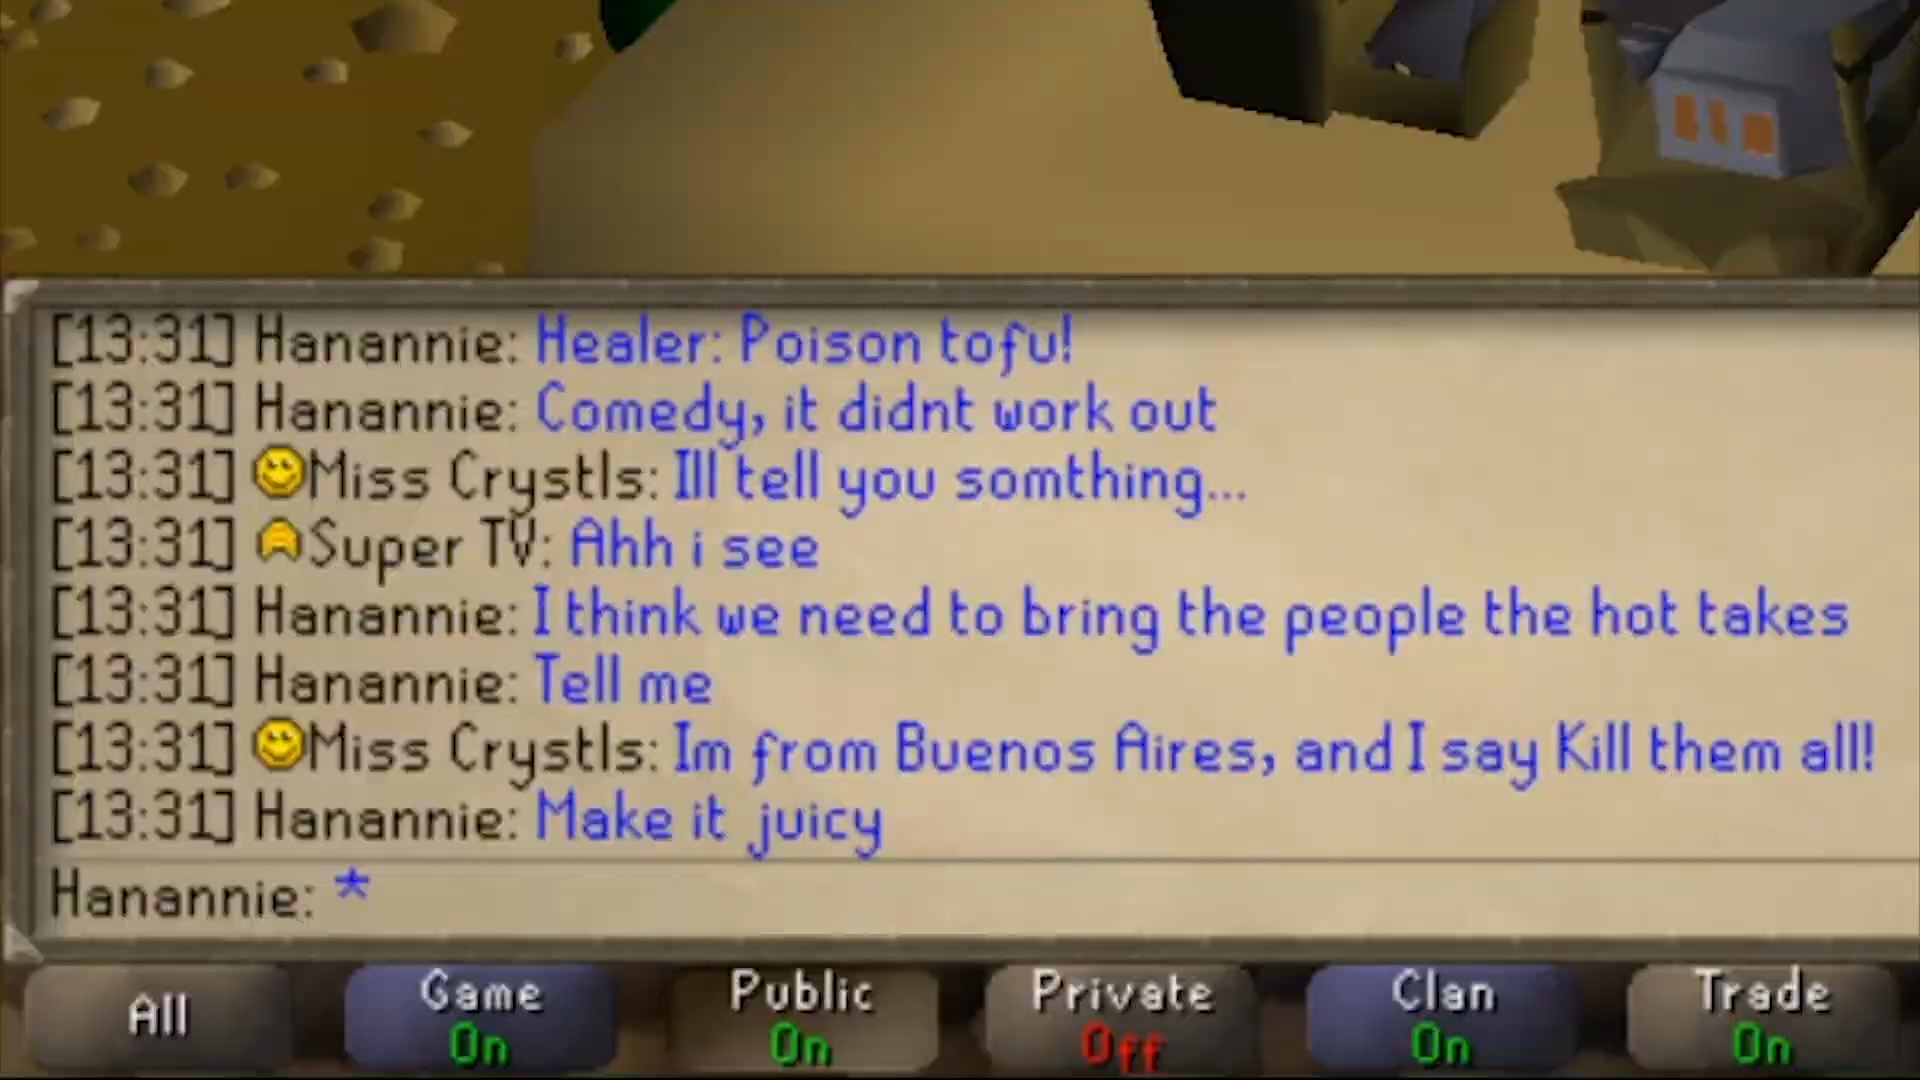 [13:31] Hanannie: Healer: Poison tofu!
[13:31] Hanannie: Comedy, it didnt work out
[13:31] Miss Crystls: Ill tell you somthing...
[13:31] Super TV: Ahh i see
[13:31] Hanannie: I think we need to bring the people the hot takes
[13:31] Hanannie: Tell me
[13:31] Miss Crystls: Im from Buenos Aires, and I say Kill them all!
[13:31] Hanannie: Make it juicy
Hanannie: *
All Game Public Private Clan Trade
On On Off On On